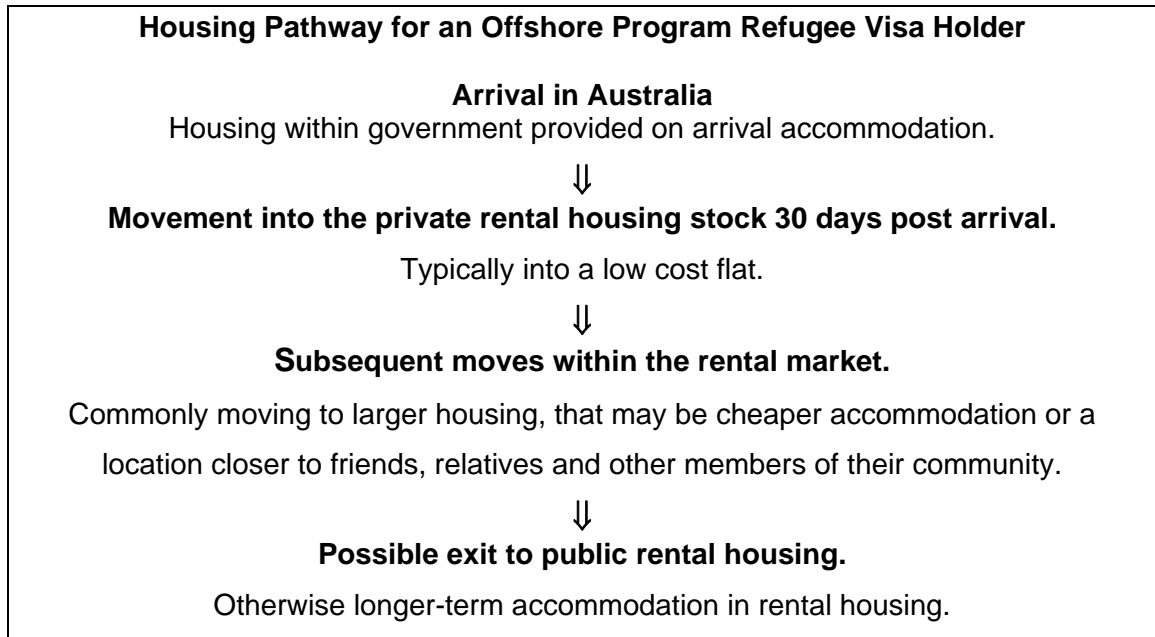 Housing Pathway for an Offshore Program Refugee Visa Holder
Arrival in Australia
Housing within government provided on arrival accommodation.
⇓
Movement into the private rental housing stock 30 days post arrival.
Typically into a low cost flat.
⇓
Subsequent moves within the rental market.
Commonly moving to larger housing, that may be cheaper accommodation or a
location closer to friends, relatives and other members of their community.
⇓
Possible exit to public rental housing.
Otherwise longer-term accommodation in rental housing.